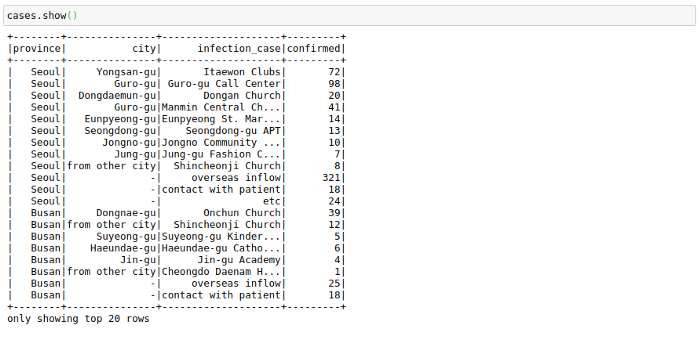 cases.show()
+--------+---------------+--------------------+---------+
|province|           city|      infection_case|confirmed|
+--------+---------------+--------------------+---------+
|   Seoul|     Yongsan-gu|       Itaewon Clubs|       72|
|   Seoul|        Guro-gu| Guro-gu Call Center|       98|
|   Seoul|  Dongdaemun-gu|       Dongan Church|       20|
|   Seoul|        Guro-gu|Manmin Central Ch...|       41|
|   Seoul|   Eunpyeong-gu|Eunpyeong St. Mar...|       14|
|   Seoul|   Seongdong-gu|    Seongdong-gu APT|       13|
|   Seoul|      Jongno-gu|Jongno Community ...|       10|
|   Seoul|        Jung-gu|Jung-gu Fashion C...|        7|
|   Seoul|from other city|  Shincheonji Church|        8|
|   Seoul|              -|     overseas inflow|      321|
|   Seoul|              -|contact with patient|       18|
|   Seoul|              -|                 etc|       24|
|   Busan|     Dongnae-gu|       Onchun Church|       39|
|   Busan|from other city|  Shincheonji Church|       12|
|   Busan|     Suyeong-gu|Suyeong-gu Kinder...|        5|
|   Busan|    Haeundae-gu|Haeundae-gu Catho...|        6|
|   Busan|         Jin-gu|      Jin-gu Academy|        4|
|   Busan|from other city|Cheongdo Daenam H...|        1|
|   Busan|              -|     overseas inflow|       25|
|   Busan|              -|contact with patient|       18|
+--------+---------------+--------------------+---------+
only showing top 20 rows